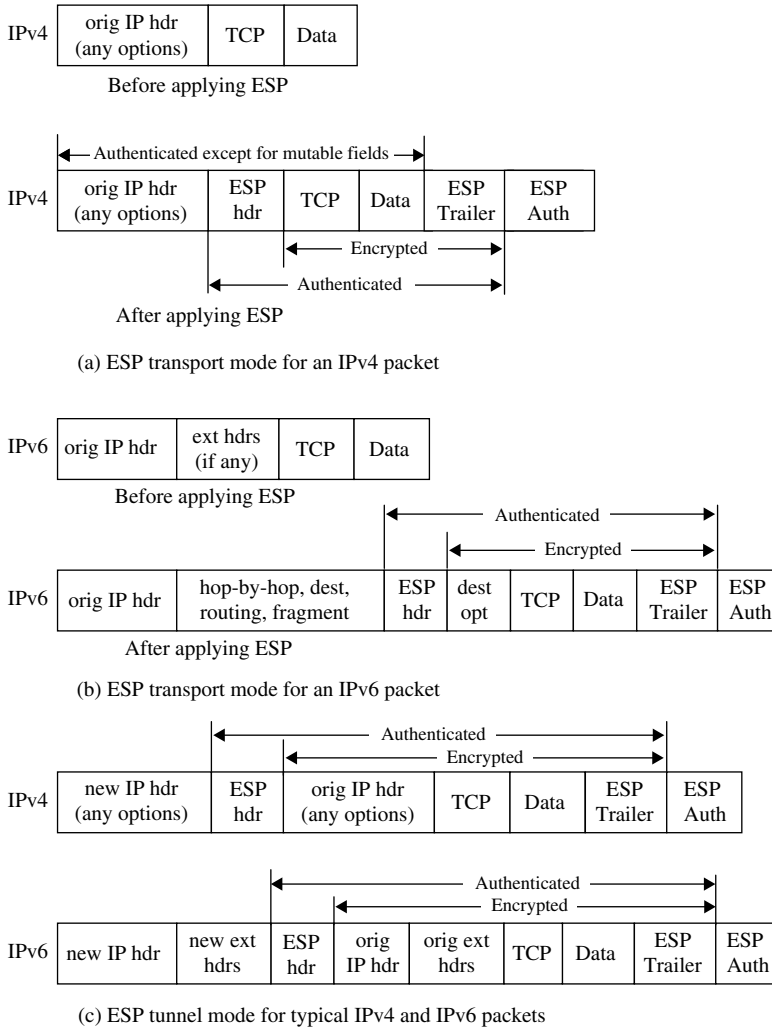 IPv4
orig IP hdr
(any options)
TCP
Data
Before applying ESP
Authenticated except for mutable fields
IPv4
orig IP hdr
(any options)
ESP
hdr
TCP
Data
ESP
Trailer
ESP
Auth
Encrypted
Authenticated
After applying ESP
(a) ESP transport mode for an IPv4 packet
IPv6
orig IP hdr
ext hdrs
(if any)
TCP
Data
Before applying ESP
Authenticated
Encrypted
IPv6
orig IP hdr
hop-by-hop, dest,
routing, fragment
ESP
hdr
dest
opt
TCP
Data
ESP
Trailer
ESP
Auth
After applying ESP
(b) ESP transport mode for an IPv6 packet
Authenticated
Encrypted
IPv4
new IP hdr
(any options)
ESP
hdr
orig IP hdr
(any options)
TCP
Data
ESP
Trailer
ESP
Auth
Authenticated
Encrypted
IPv6
new IP hdr
new ext
hdrs
ESP
hdr
orig
IP hdr
orig ext
hdrs
TCP
Data
ESP
Trailer
ESP
Auth
(c) ESP tunnel mode for typical IPv4 and IPv6 packets